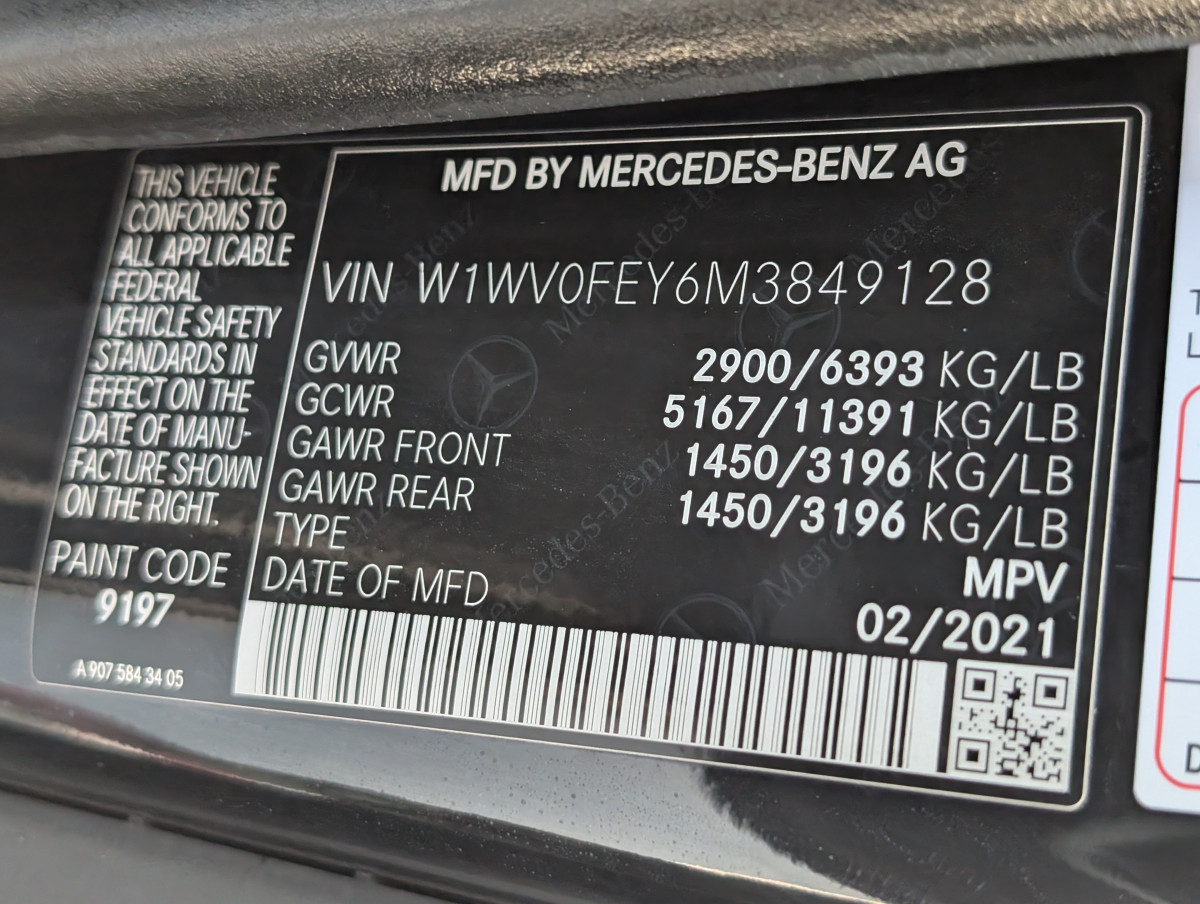 THIS VEHICLE
CONFORMS TO
ALL APPLICABLE
FEDERAL
VEHICLE SAFETY
STANDARDS IN
EFFECT ON THE
DATE OF MANU-
FACTURE SHOWN
ON THE RIGHT.
PAINT CODE
9197
A 907 584 34 05
MFD BY MERCEDES-BENZ AG
VIN W1WV0FEY6M3849128
GVWR 2900/6393 KG/LB
GCWR 5167/11391 KG/LB
GAWR FRONT 1450/3196 KG/LB
GAWR REAR 1450/3196 KG/LB
TYPE MPV
DATE OF MFD 02/2021